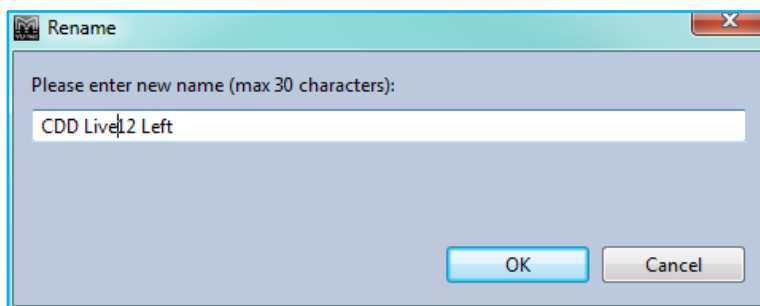 Rename
Please enter new name (max 30 characters):
CDD Live12 Left
OK Cancel